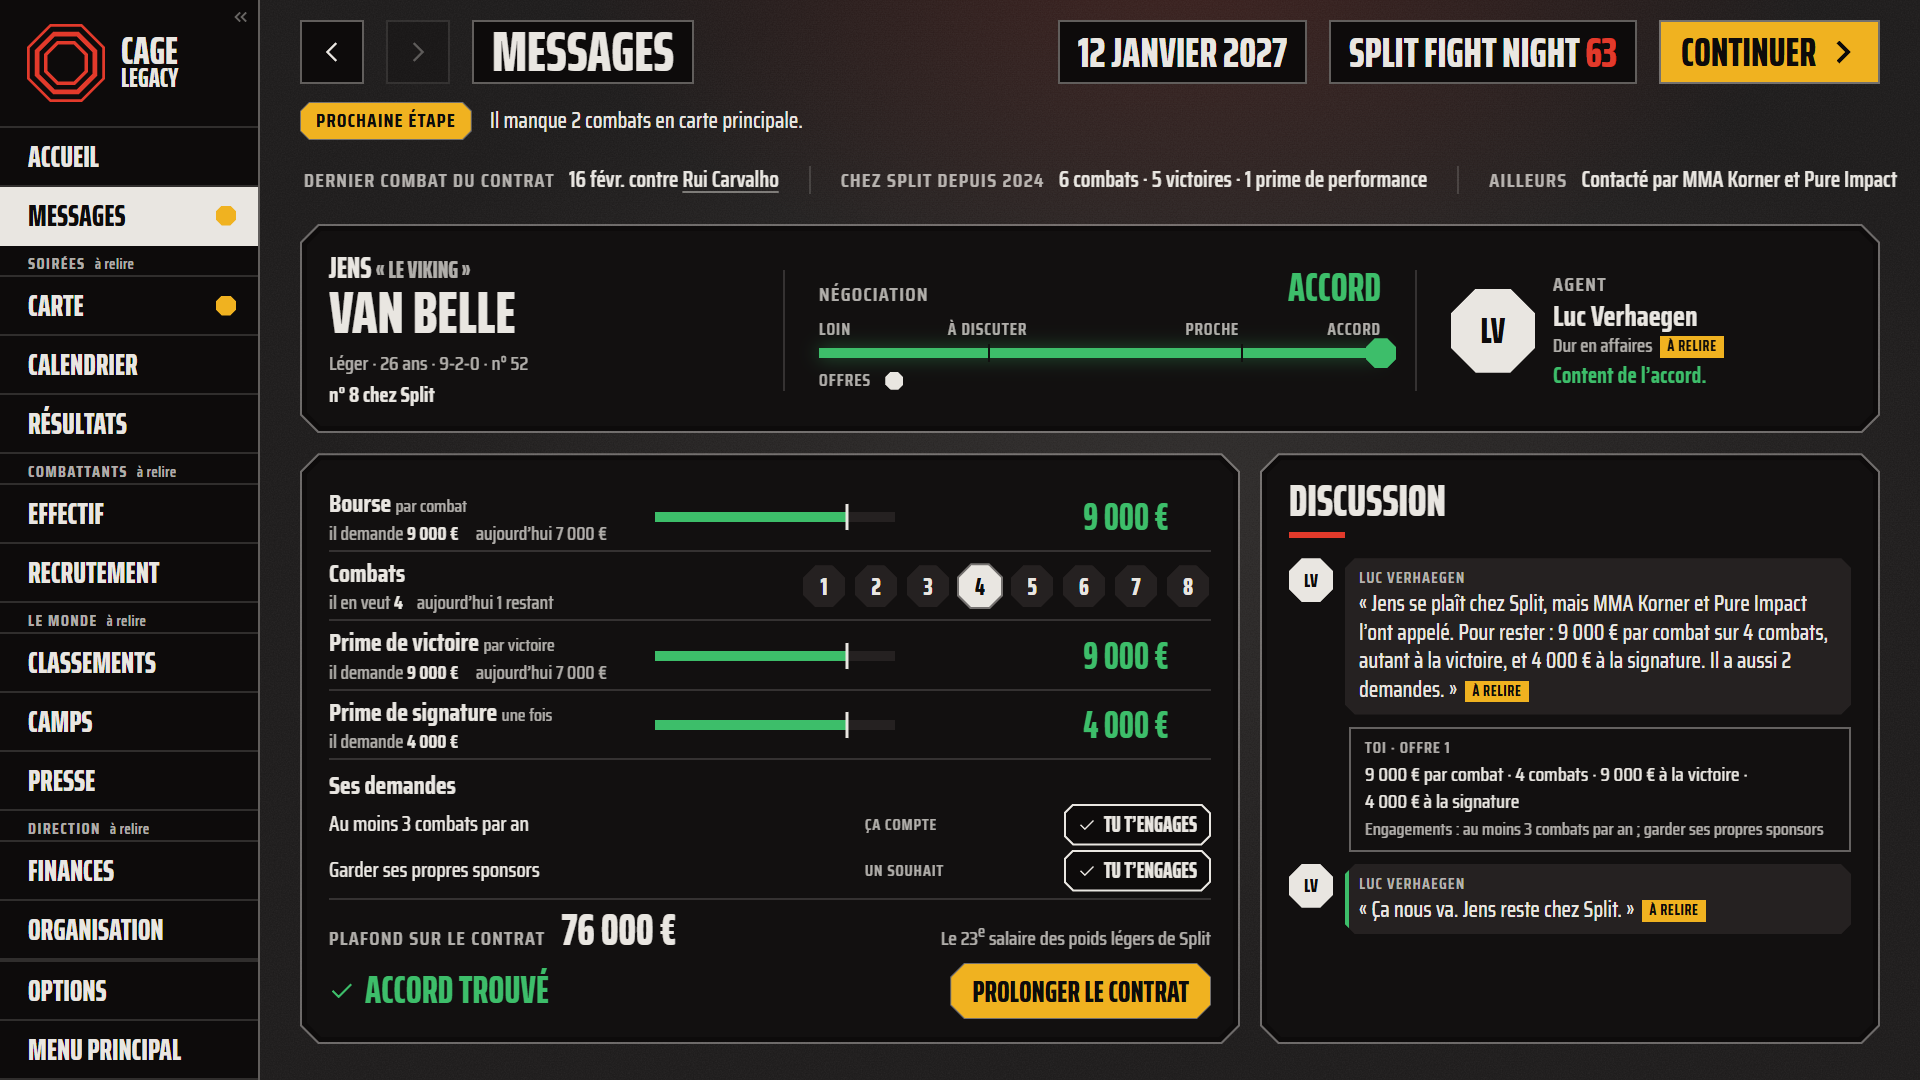 CAGE
LEGACY
ACCUEIL
MESSAGES
SOIRÉES à relire
CARTE
CALENDRIER
RÉSULTATS
COMBATTANTS à relire
EFFECTIF
RECRUTEMENT
LE MONDE à relire
CLASSEMENTS
CAMPS
PRESSE
DIRECTION à relire
FINANCES
ORGANISATION
OPTIONS
MENU PRINCIPAL
MESSAGES
12 JANVIER 2027
SPLIT FIGHT NIGHT 63
CONTINUER
PROCHAINE ÉTAPE Il manque 2 combats en carte principale.
DERNIER COMBAT DU CONTRAT 16 févr. contre Rui Carvalho
CHEZ SPLIT DEPUIS 2024 6 combats · 5 victoires · 1 prime de performance
AILLEURS Contacté par MMA Korner et Pure Impact
JENS « LE VIKING »
VAN BELLE
Léger · 26 ans · 9-2-0 · n° 52
n° 8 chez Split
NÉGOCIATION ACCORD
LOIN À DISCUTER PROCHE ACCORD
OFFRES
LV
AGENT
Luc Verhaegen
Dur en affaires À RELIRE
Content de l'accord.
Bourse par combat
il demande 9 000 € aujourd'hui 7 000 €
9 000 €
Combats
il en veut 4 aujourd'hui 1 restant
1 2 3 4 5 6 7 8
Prime de victoire par victoire
il demande 9 000 € aujourd'hui 7 000 €
9 000 €
Prime de signature une fois
il demande 4 000 €
4 000 €
Ses demandes
Au moins 3 combats par an ÇA COMPTE TU T'ENGAGES
Garder ses propres sponsors UN SOUHAIT TU T'ENGAGES
PLAFOND SUR LE CONTRAT 76 000 €
Le 23e salaire des poids légers de Split
ACCORD TROUVÉ
PROLONGER LE CONTRAT
DISCUSSION
LV
LUC VERHAEGEN
« Jens se plaît chez Split, mais MMA Korner et Pure Impact
l'ont appelé. Pour rester : 9 000 € par combat sur 4 combats,
autant à la victoire, et 4 000 € à la signature. Il a aussi 2
demandes. » À RELIRE
TOI · OFFRE 1
9 000 € par combat · 4 combats · 9 000 € à la victoire ·
4 000 € à la signature
Engagements : au moins 3 combats par an ; garder ses propres sponsors
LV
LUC VERHAEGEN
« Ça nous va. Jens reste chez Split. » À RELIRE